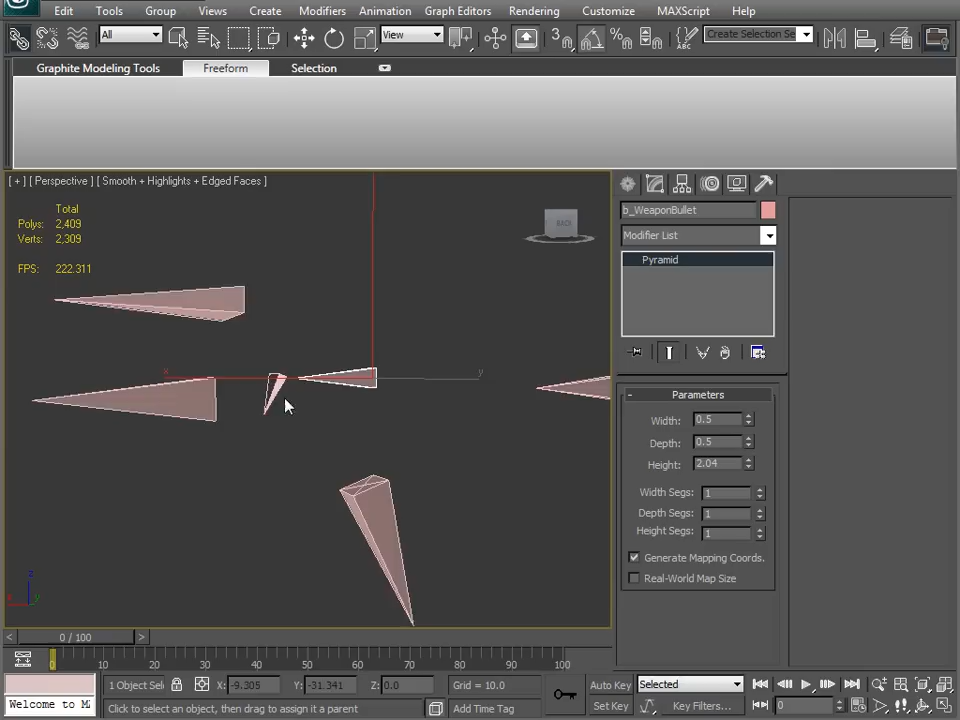 Edit Tools Group Views Create Modifiers Animation Graph Editors Rendering Customize MAXScript Help
All View 3 % Create Selection Se
Graphite Modeling Tools Freeform Selection
[ + ] [ Perspective ] [ Smooth + Highlights + Edged Faces ]
Total
Polys: 2,409
Verts: 2,309
FPS: 222.311
BACK
x y
z
x y
b_WeaponBullet
Modifier List
Pyramid
- Parameters
Width: 0.5
Depth: 0.5
Height: 2.04
Width Segs: 1
Depth Segs: 1
Height Segs: 1
Generate Mapping Coords.
Real-World Map Size
< 0 / 100 >
0 10 20 30 40 50 60 70 80 90 100
1 Object Sel X: -9.305 Y: -31.341 Z: 0.0 Grid = 10.0 Auto Key Selected
Welcome to M Click to select an object, then drag to assign it a parent Add Time Tag Set Key Key Filters... 0